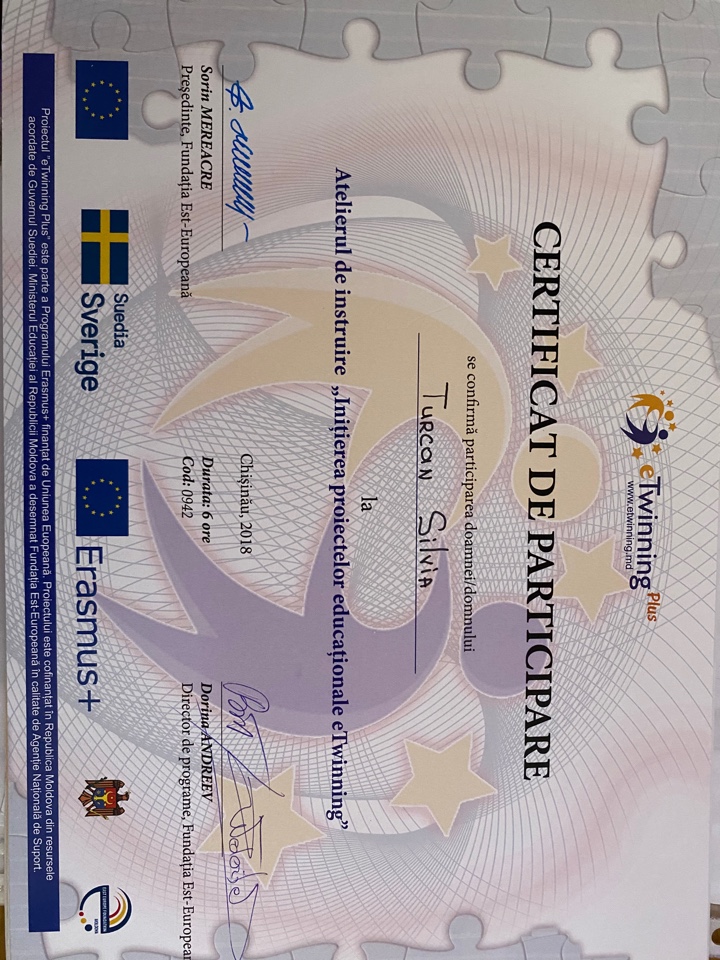 eTwinning Plus
www.etwinning.md
CERTIFICAT DE PARTICIPARE
se confirmă participarea doamnei/domnului
Turcan Silvia
la
Atelierul de instruire „Inițierea proiectelor educaționale eTwinning”
Chișinău, 2018
Sorin MEREACRE
Președinte, Fundația Est-Europeană
Durata: 6 ore
Cod: 0942
Dorina ANDREEV
Director de programe, Fundația Est-European
Suedia
Sverige
Erasmus+
EAST EUROPE FOUNDATION
MOLDOVA
Proiectul "eTwinning Plus" este parte a Programului Erasmus+ finanțat de Uniunea Euopeană. Proiectului este cofinanțat în Republica Moldova din resursele
acordate de Guvernul Suediei. Ministerul Educației al Republicii Moldova a desemnat Fundația Est-Europeană în calitate de Agenție Națională de Suport.